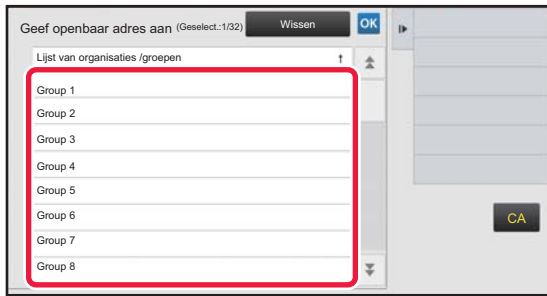 Geef openbaar adres aan (Geselect.:1/32) Wissen OK
Lijst van organisaties /groepen ↑
Group 1
Group 2
Group 3
Group 4
Group 5
Group 6
Group 7
Group 8
CA